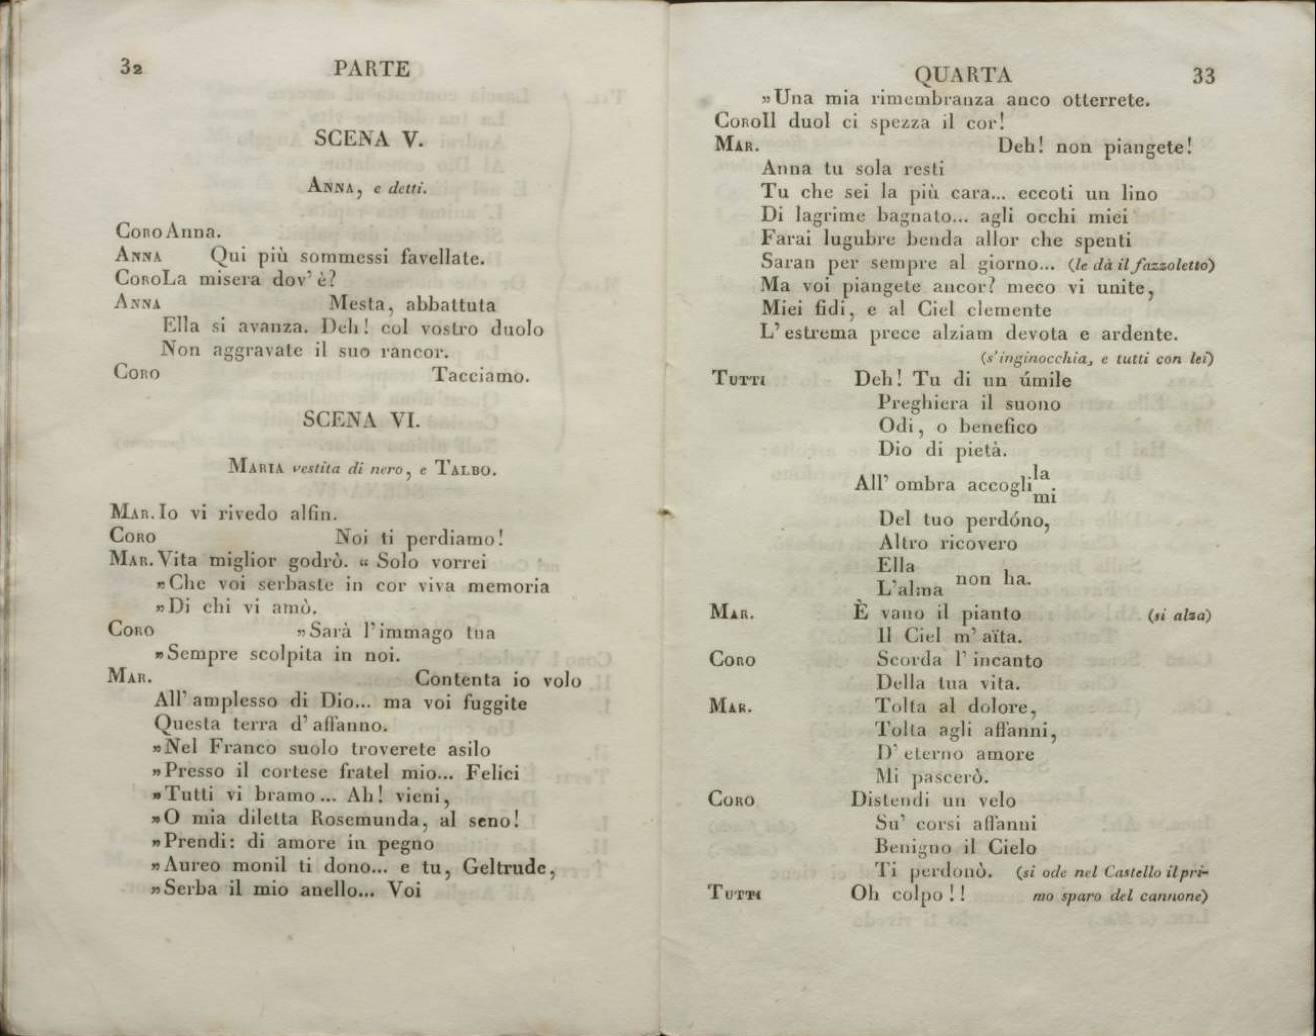 32 PARTE
SCENA V.
ANNA, e detti.
CORO Anna.
ANNA Qui più sommessi favellate.
CORO La misera dov' è?
ANNA Mesta, abbattuta
Ella si avanza. Deh! col vostro duolo
Non aggravate il suo rancor.
CORO Tacciamo.
SCENA VI.
MARIA vestita di nero, e TALBO.
MAR. Io vi rivedo alfin.
CORO Noi ti perdiamo!
MAR. Vita miglior godrò. “ Solo vorrei
”Che voi serbaste in cor viva memoria
”Di chi vi amò.
CORO ”Sarà l'immago tua
”Sempre scolpita in noi.
MAR. Contenta io volo
All' amplesso di Dio... ma voi fuggite
Questa terra d' affanno.
”Nel Franco suolo troverete asilo
”Presso il cortese fratel mio... Felici
”Tutti vi bramo... Ah! vieni,
”O mia diletta Rosemunda, al seno!
”Prendi: di amore in pegno
”Aureo monil ti dono... e tu, Geltrude,
”Serba il mio anello... Voi
QUARTA 33
”Una mia rimembranza anco otterrete.
CORO Il duol ci spezza il cor!
MAR. Deh! non piangete!
Anna tu sola resti
Tu che sei la più cara... eccoti un lino
Di lagrime bagnato... agli occhi miei
Farai lugubre benda allor che spenti
Saran per sempre al giorno... (le dà il fazzoletto)
Ma voi piangete ancor? meco vi unite,
Miei fidi, e al Ciel clemente
L' estrema prece alziam devota e ardente.
(s'inginocchia, e tutti con lei)
TUTTI Deh! Tu di un úmile
Preghiera il suono
Odi, o benefico
Dio di pietà.
All' ombra accogli la
mi.
Del tuo perdóno,
Altro ricovero
Ella
L'alma non ha.
MAR. È vano il pianto (si alza)
Il Ciel m' aïta.
CORO Scorda l' incanto
Della tua vita.
MAR. Tolta al dolore,
Tolta agli affanni,
D' eterno amore
Mi pascerò.
CORO Distendi un velo
Su' corsi affanni
Benigno il Cielo
Ti perdonò. (si ode nel Castello il pri-
TUTTI Oh colpo!! mo sparo del cannone)